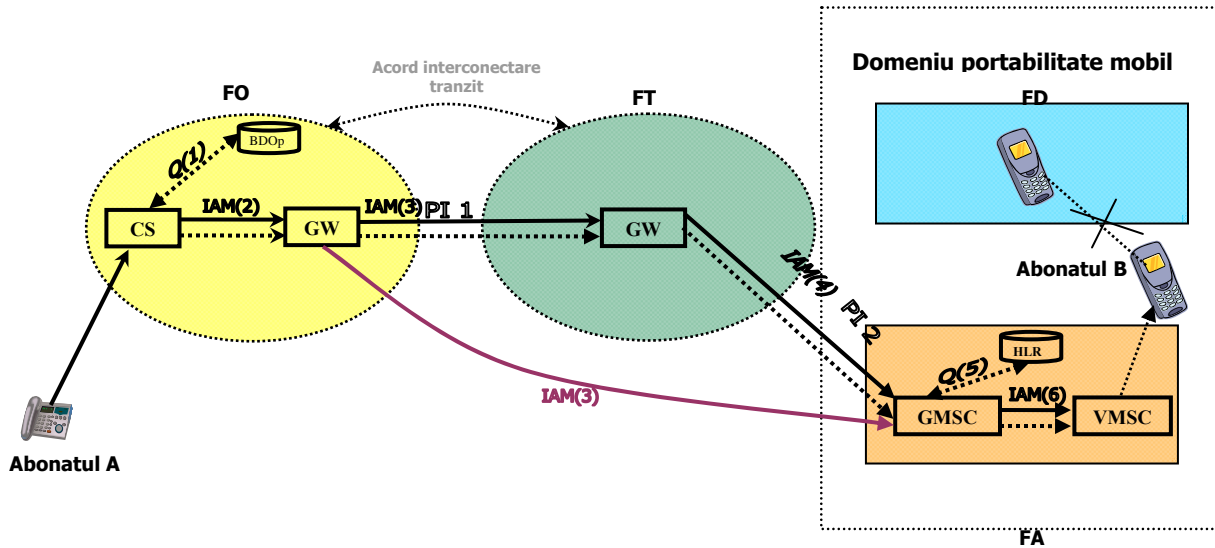 Domeniu portabilitate mobil
Acord interconectare
tranzit
FO
FT
FD
BDOp
Q(1)
IAM(2)
IAM(3)
PI 1
CS
GW
GW
Abonatul B
IAM(4) PI 2
HLR
Q(5)
IAM(3)
IAM(6)
GMSC
VMSC
Abonatul A
FA